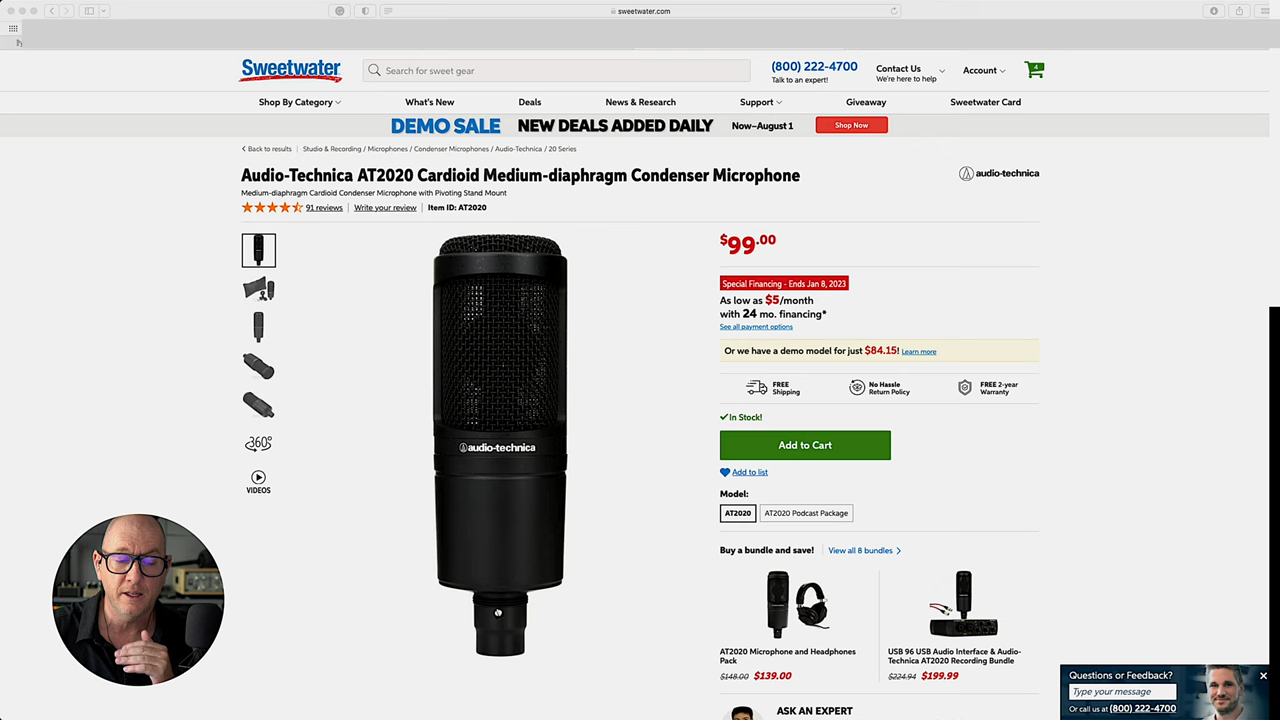 sweetwater.com
Sweetwater
Search for sweet gear
(800) 222-4700
Talk to an expert!
Contact Us
We're here to help
Account
4
Shop By Category
What's New
Deals
News & Research
Support
Giveaway
Sweetwater Card
DEMO SALE NEW DEALS ADDED DAILY Now–August 1 Shop Now
Back to results | Studio & Recording / Microphones / Condenser Microphones / Audio-Technica / 20 Series
Audio-Technica AT2020 Cardioid Medium-diaphragm Condenser Microphone
audio-technica
Medium-diaphragm Cardioid Condenser Microphone with Pivoting Stand Mount
91 reviews | Write your review | Item ID: AT2020
$99.00
Special Financing - Ends Jan 8, 2023
As low as $5/month
with 24 mo. financing*
See all payment options
Or we have a demo model for just $84.15! Learn more
FREE
Shipping
No Hassle
Return Policy
FREE 2-year
Warranty
In Stock!
Add to Cart
Add to list
Model:
AT2020
AT2020 Podcast Package
audio-technica
360°
VIDEOS
Buy a bundle and save! | View all 8 bundles
AT2020 Microphone and Headphones
Pack
$148.00 $139.00
USB 96 USB Audio Interface & Audio-
Technica AT2020 Recording Bundle
$224.94 $199.99
ASK AN EXPERT
Questions or Feedback?
Type your message
Or call us at (800) 222-4700